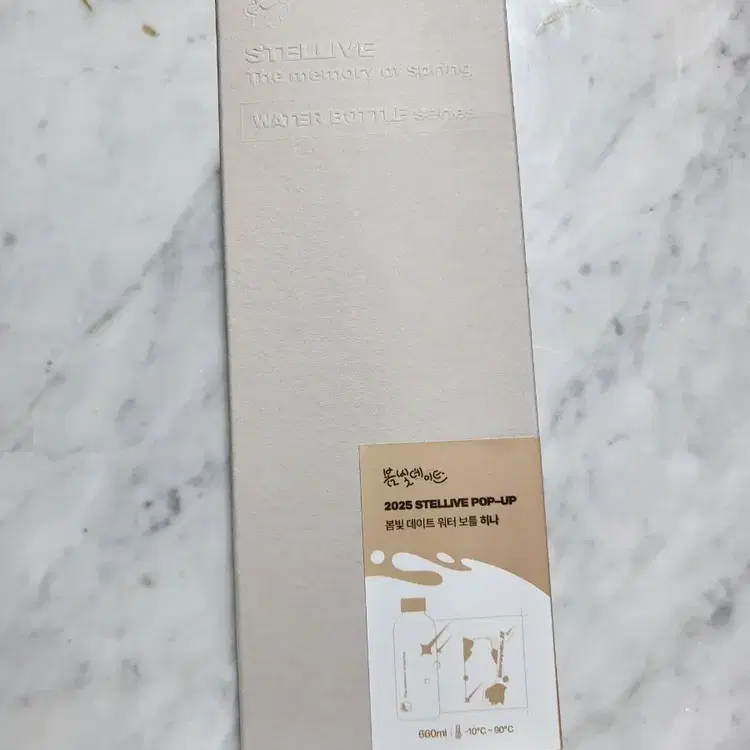 STELLIVE
The memory of spring
WATER BOTTLE series
봄빛데이트
2025 STELLIVE POP-UP
봄빛 데이트 워터 보틀 히나
660ml -10°C ~ 90°C